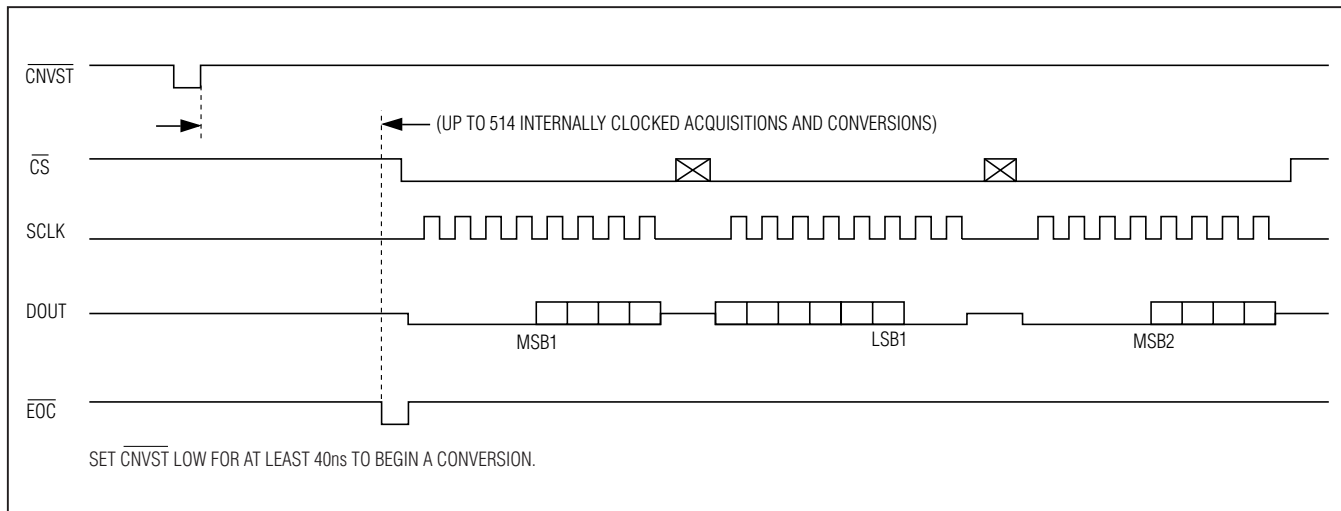 CNVST
(UP TO 514 INTERNALLY CLOCKED ACQUISITIONS AND CONVERSIONS)
CS
SCLK
DOUT
MSB1
LSB1
MSB2
EOC
SET CNVST LOW FOR AT LEAST 40ns TO BEGIN A CONVERSION.